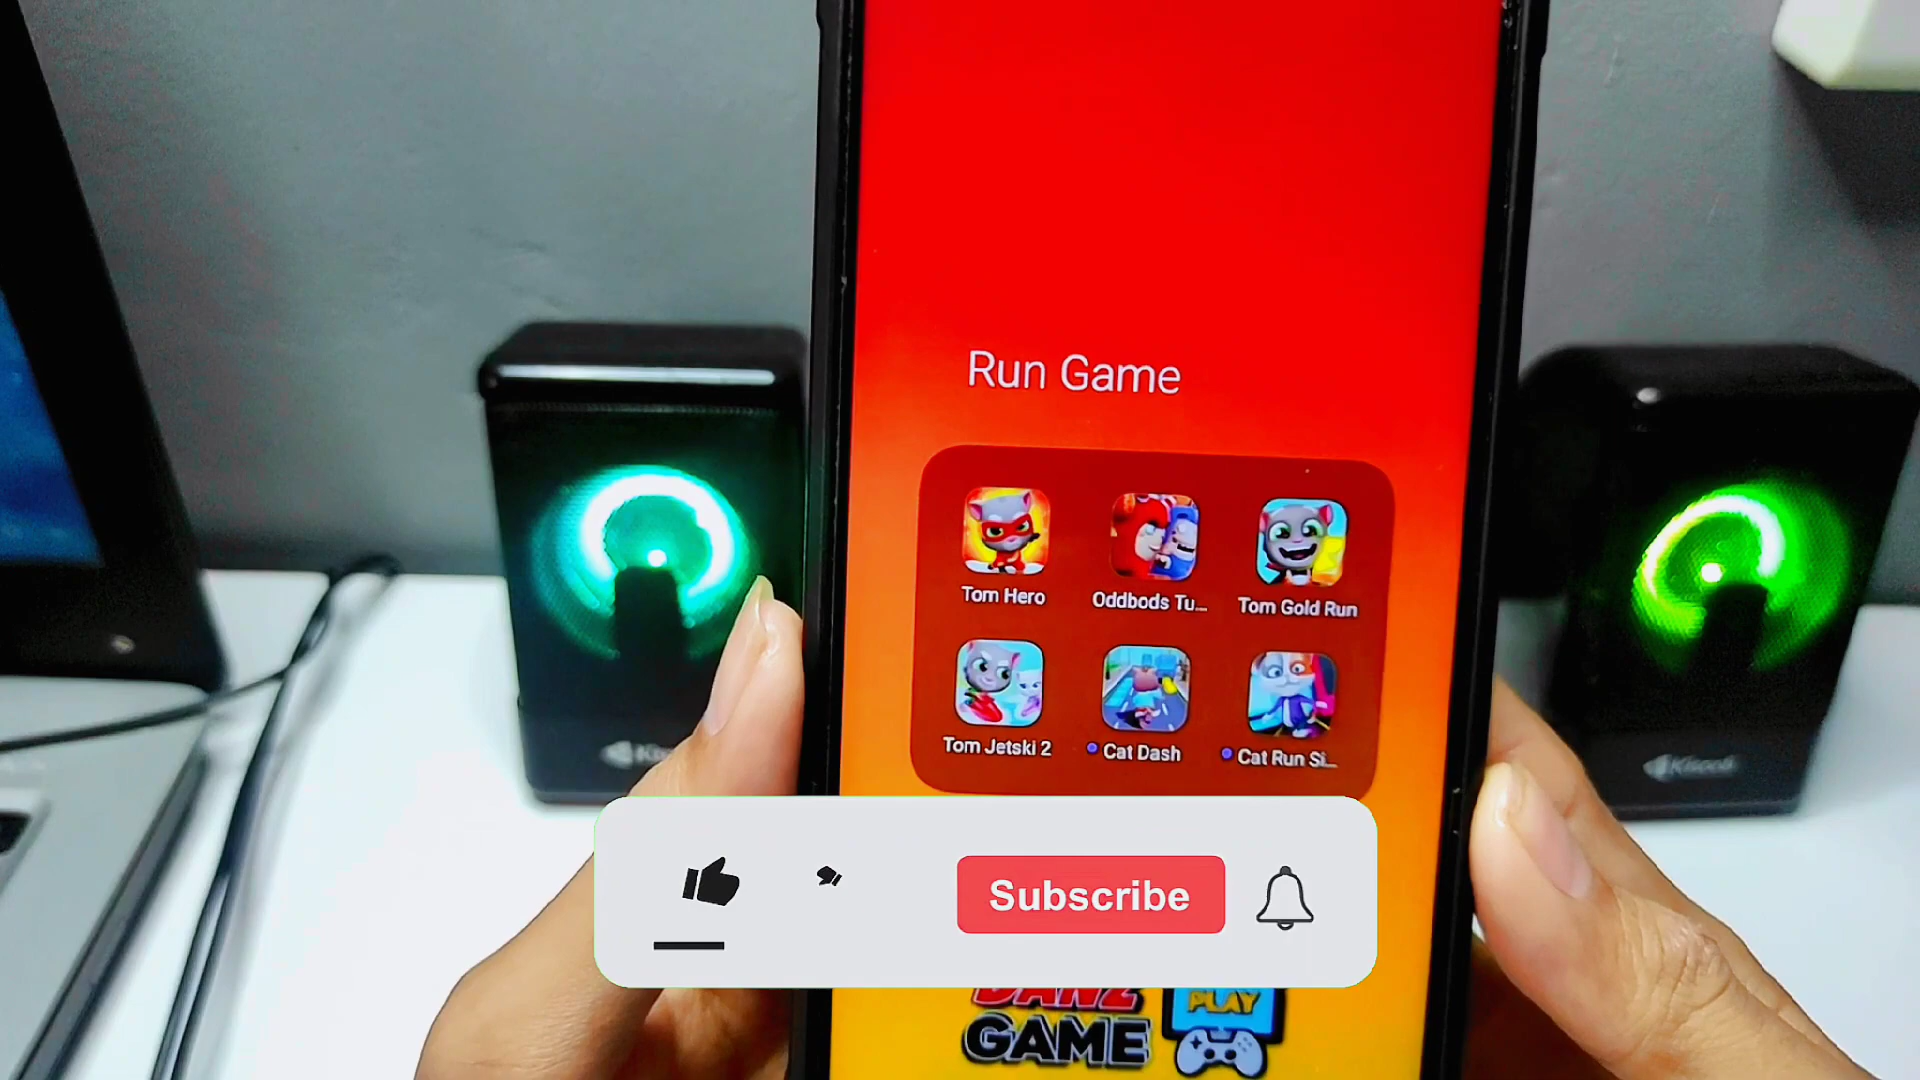 Run Game
Tom Hero
Oddbods Tu...
Tom Gold Run
Tom Jetski 2
Cat Dash
Cat Run Si...
Subscribe
DANZ
GAME
PLAY